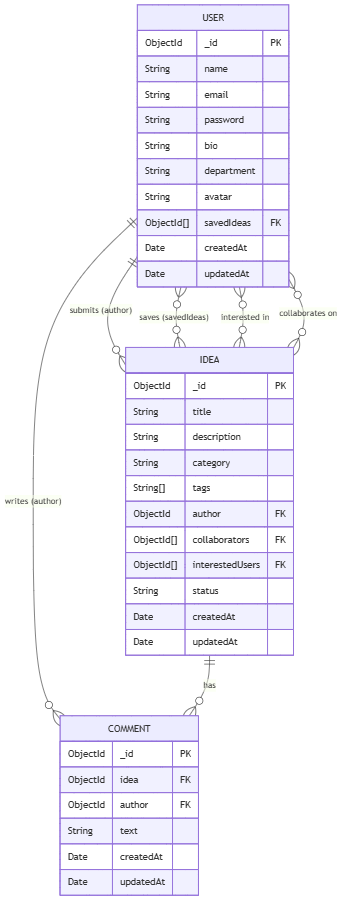 USER
ObjectId _id PK
String name
String email
String password
String bio
String department
String avatar
ObjectId[] savedIdeas FK
Date createdAt
Date updatedAt
submits (author)
saves (savedIdeas)
interested in
collaborates on
IDEA
ObjectId _id PK
String title
String description
String category
String[] tags
ObjectId author FK
ObjectId[] collaborators FK
ObjectId[] interestedUsers FK
String status
Date createdAt
Date updatedAt
writes (author)
has
COMMENT
ObjectId _id PK
ObjectId idea FK
ObjectId author FK
String text
Date createdAt
Date updatedAt